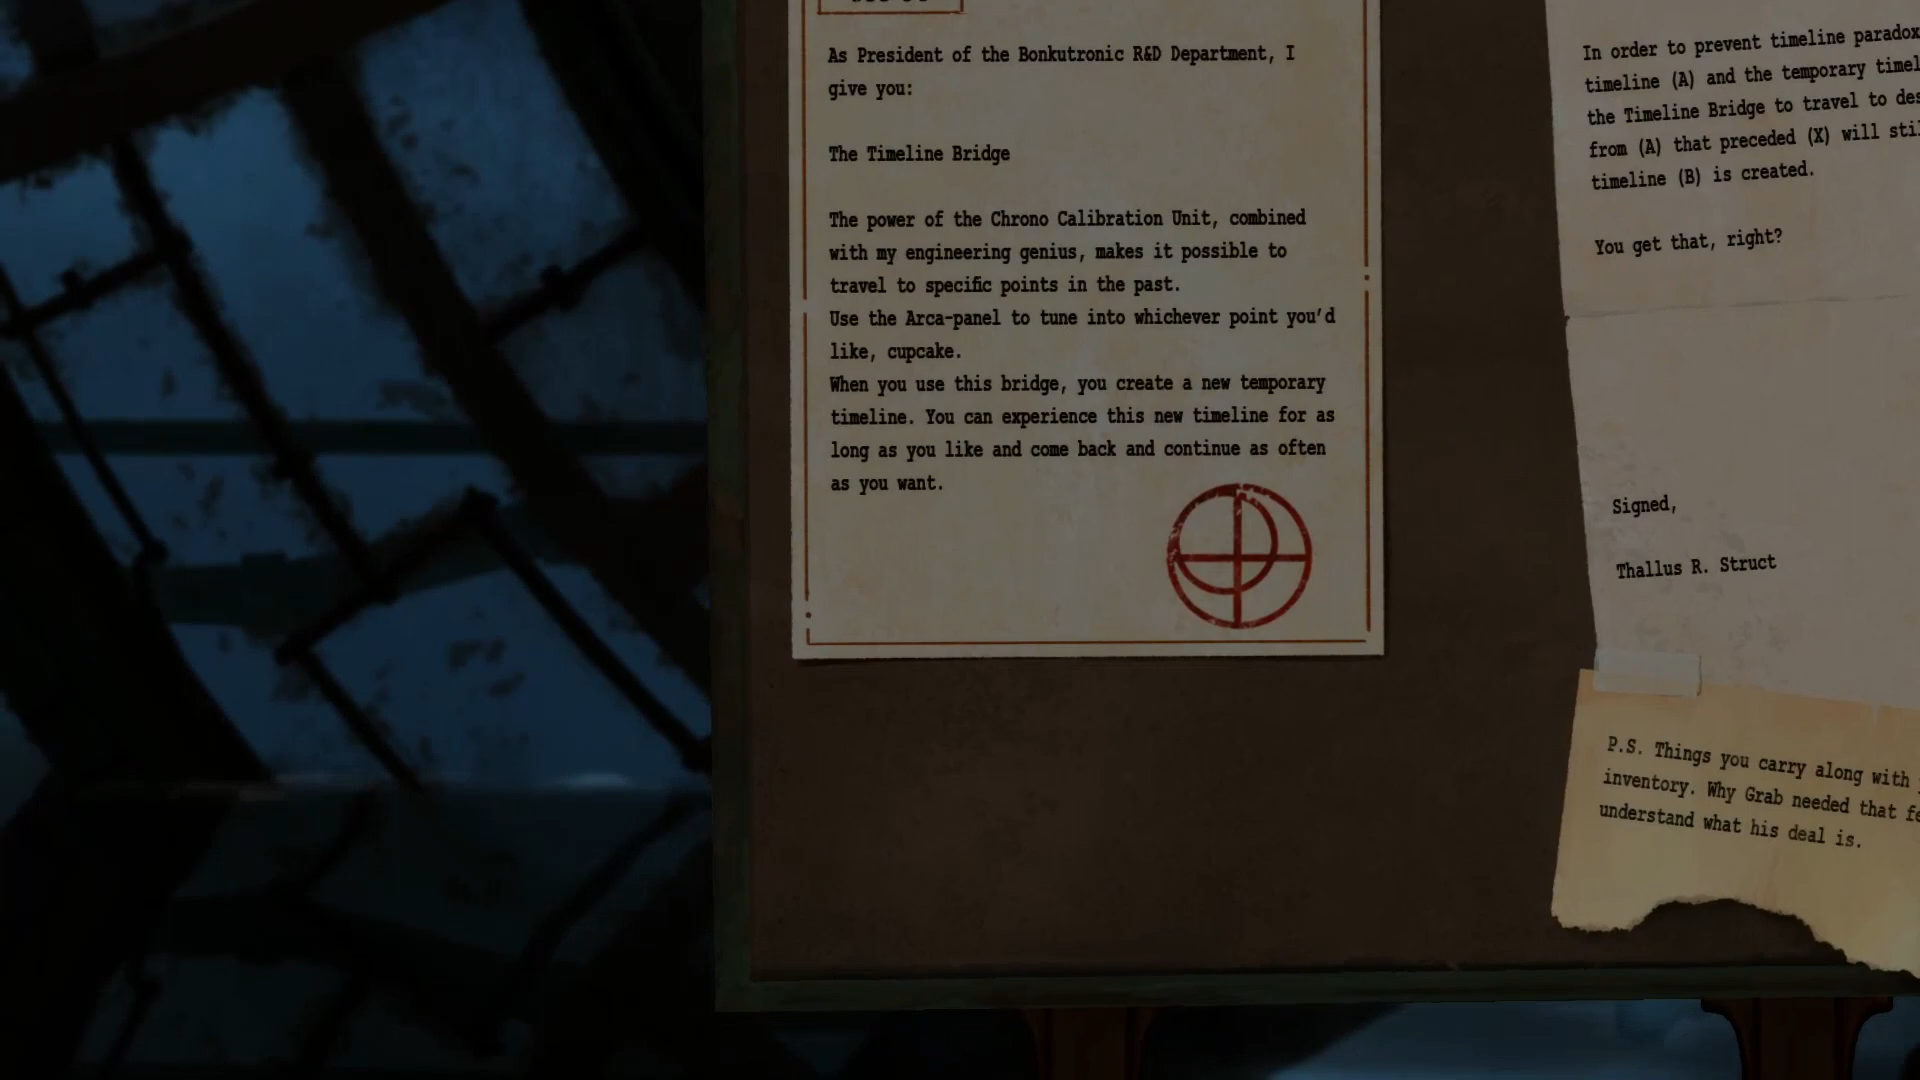 As President of the Bonkutronic R&D Department, I
give you:
The Timeline Bridge
The power of the Chrono Calibration Unit, combined
with my engineering genius, makes it possible to
travel to specific points in the past.
Use the Arca-panel to tune into whichever point you'd
like, cupcake.
When you use this bridge, you create a new temporary
timeline. You can experience this new timeline for as
long as you like and come back and continue as often
as you want.
In order to prevent timeline paradox
timeline (A) and the temporary
the Timeline Bridge to travel to
from (A) that preceded (X) will
timeline (B) is created.
You get that, right?
Signed,
Thallus R. Struct
P.S. Things you carry along with
inventory. Why Grab needed that
understand what his deal is.